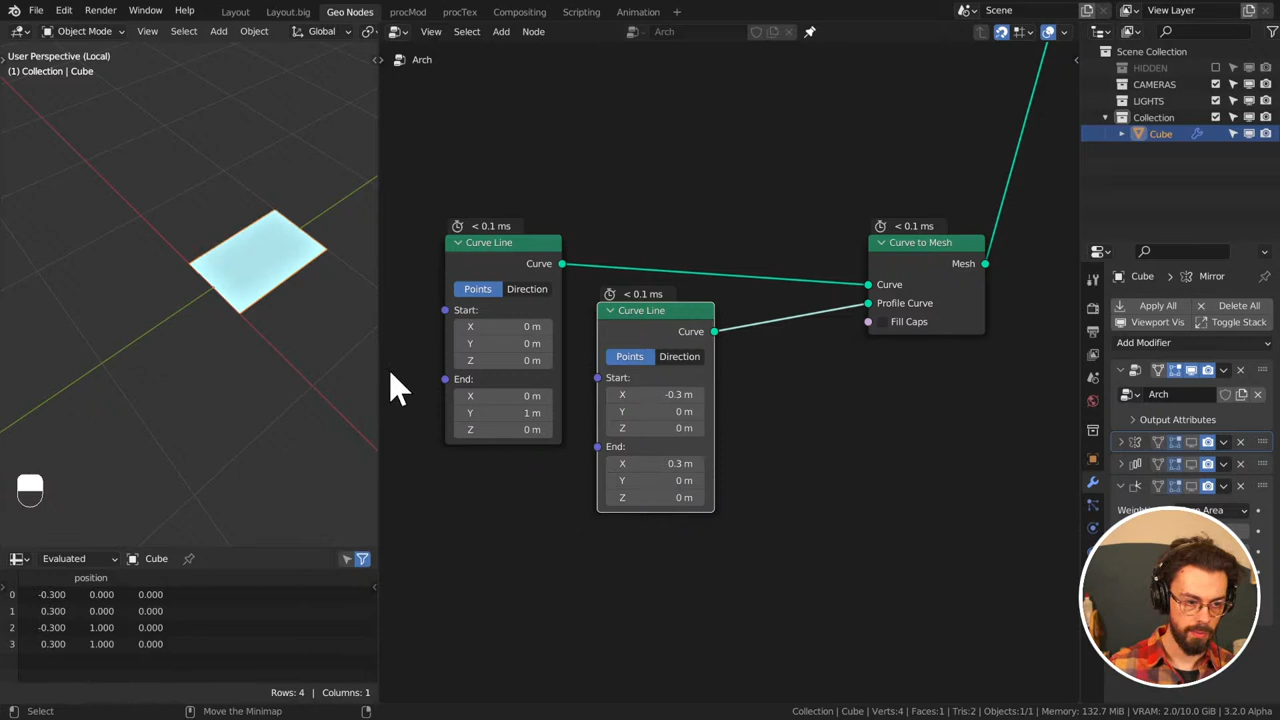 File Edit Render Window Help Layout Layout.big Geo Nodes procMod procTex Compositing Scripting Animation + Scene View Layer
Object Mode View Select Add Object Global View Select Add Node Arch
User Perspective (Local)
(1) Collection | Cube
Arch
Scene Collection
HIDDEN
CAMERAS
LIGHTS
Collection
Cube
< 0.1 ms
Curve Line
Curve
Points Direction
Start:
X 0 m
Y 0 m
Z 0 m
End:
X 0 m
Y 1 m
Z 0 m
< 0.1 ms
Curve Line
Curve
Points Direction
Start:
X -0.3 m
Y 0 m
Z 0 m
End:
X 0.3 m
Y 0 m
Z 0 m
< 0.1 ms
Curve to Mesh
Mesh
Curve
Profile Curve
Fill Caps
Cube Mirror
Apply All Delete All
Viewport Vis Toggle Stack
Add Modifier
Arch
Output Attributes
Evaluated Cube
position
0 -0.300 0.000 0.000
1 0.300 0.000 0.000
2 -0.300 1.000 0.000
3 0.300 1.000 0.000
Rows: 4 | Columns: 1
Select Move the Minimap Collection | Cube | Verts:4 | Faces:1 | Tris:2 | Objects:1/1 | Memory: 132.7 MiB | VRAM: 2.0/10.0 GiB | 3.2.0 Alpha